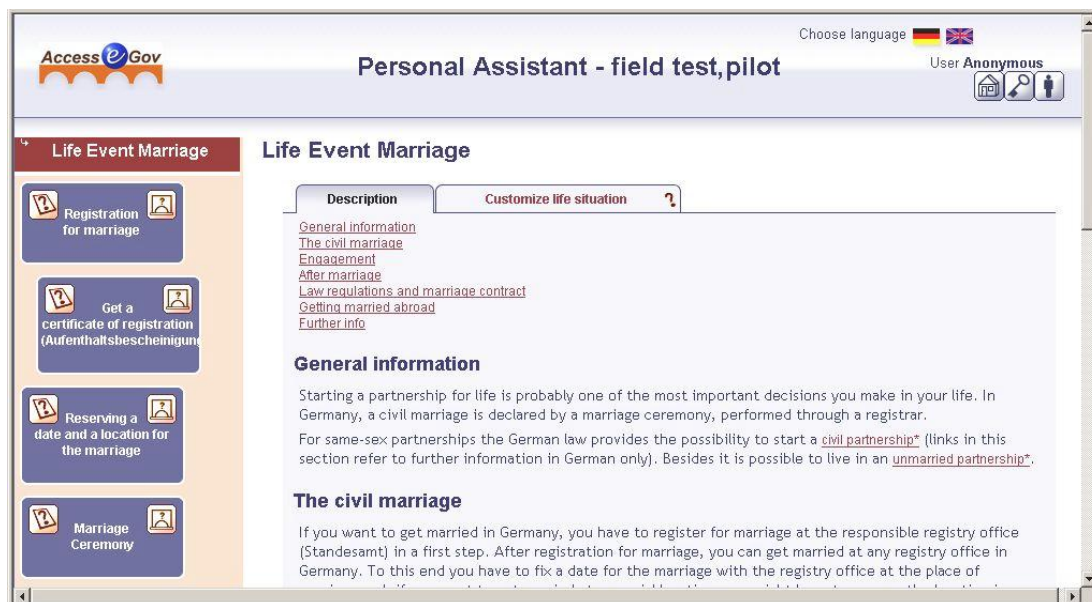 Choose language
Access e Gov
Personal Assistant - field test,pilot
User Anonymous
Life Event Marriage
Registration
for marriage
Get a
certificate of registration
(Aufenthaltsbescheinigung
Reserving a
date and a location for
the marriage
Marriage
Ceremony
Life Event Marriage
Description
Customize life situation ?
General information
The civil marriage
Engagement
After marriage
Law regulations and marriage contract
Getting married abroad
Further info
General information
Starting a partnership for life is probably one of the most important decisions you make in your life. In
Germany, a civil marriage is declared by a marriage ceremony, performed through a registrar.
For same-sex partnerships the German law provides the possibility to start a civil partnership* (links in this
section refer to further information in German only). Besides it is possible to live in an unmarried partnership*.
The civil marriage
If you want to get married in Germany, you have to register for marriage at the responsible registry office
(Standesamt) in a first step. After registration for marriage, you can get married at any registry office in
Germany. To this end you have to fix a date for the marriage with the registry office at the place of